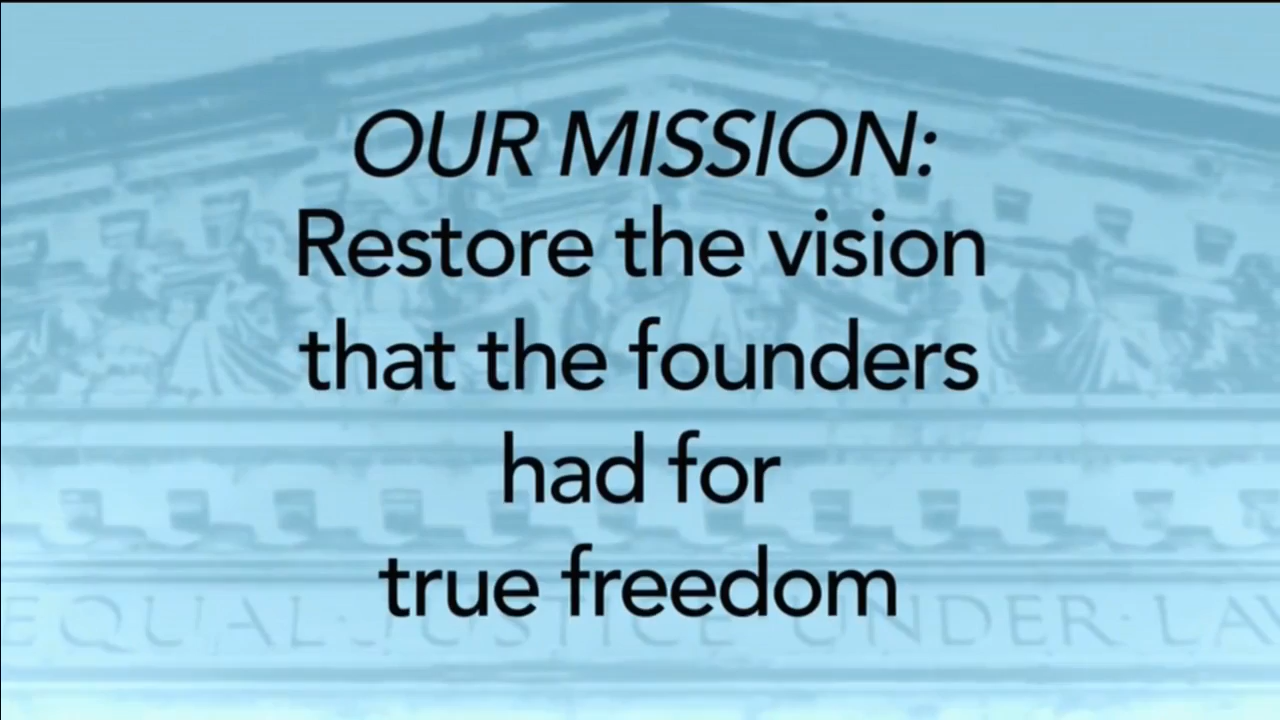 OUR MISSION:
Restore the vision
that the founders
had for
true freedom
EQUAL·JUSTICE UNDER·LAW